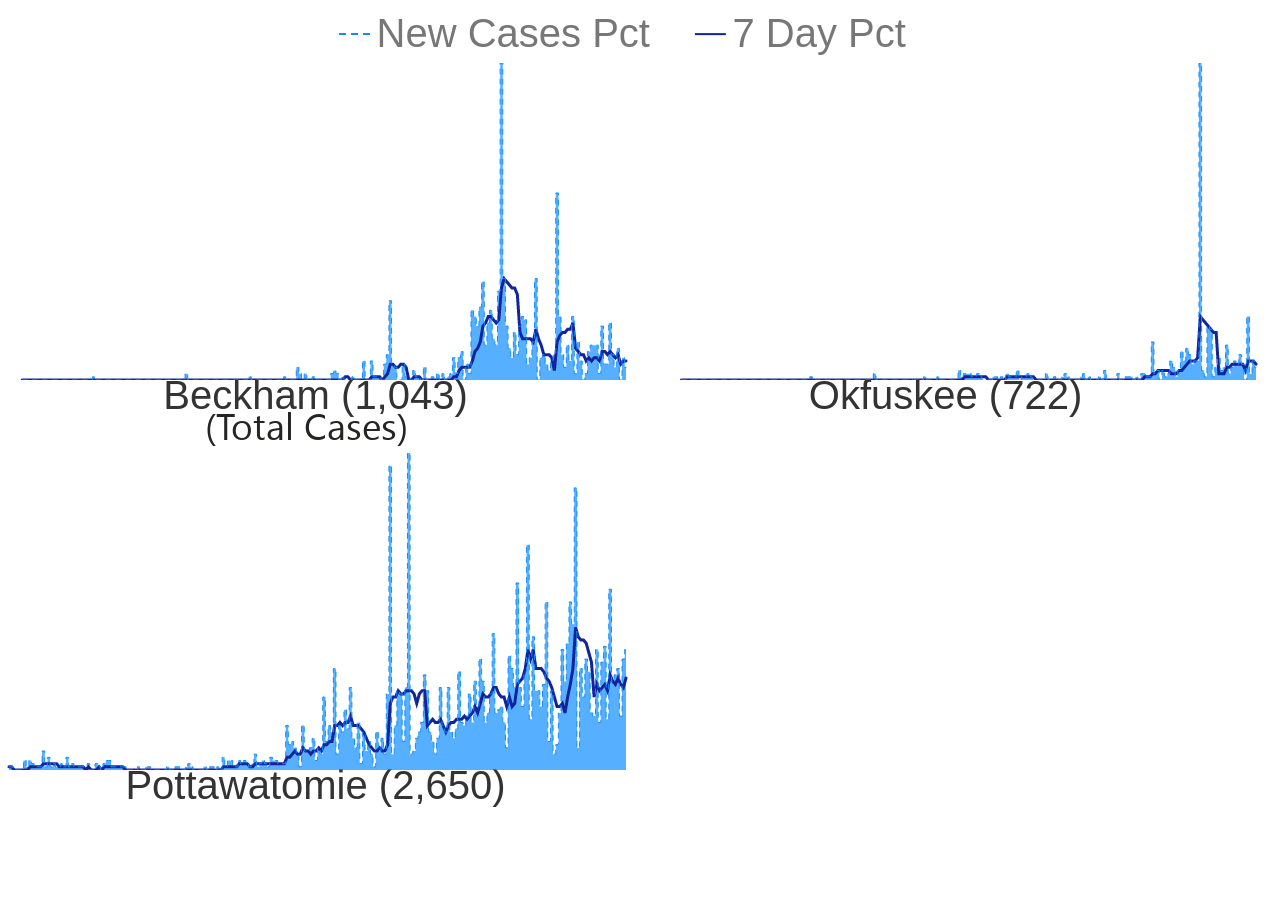 New Cases Pct 7 Day Pct
Beckham (1,043) Okfuskee (722)
(Total Cases)
Pottawatomie (2,650)